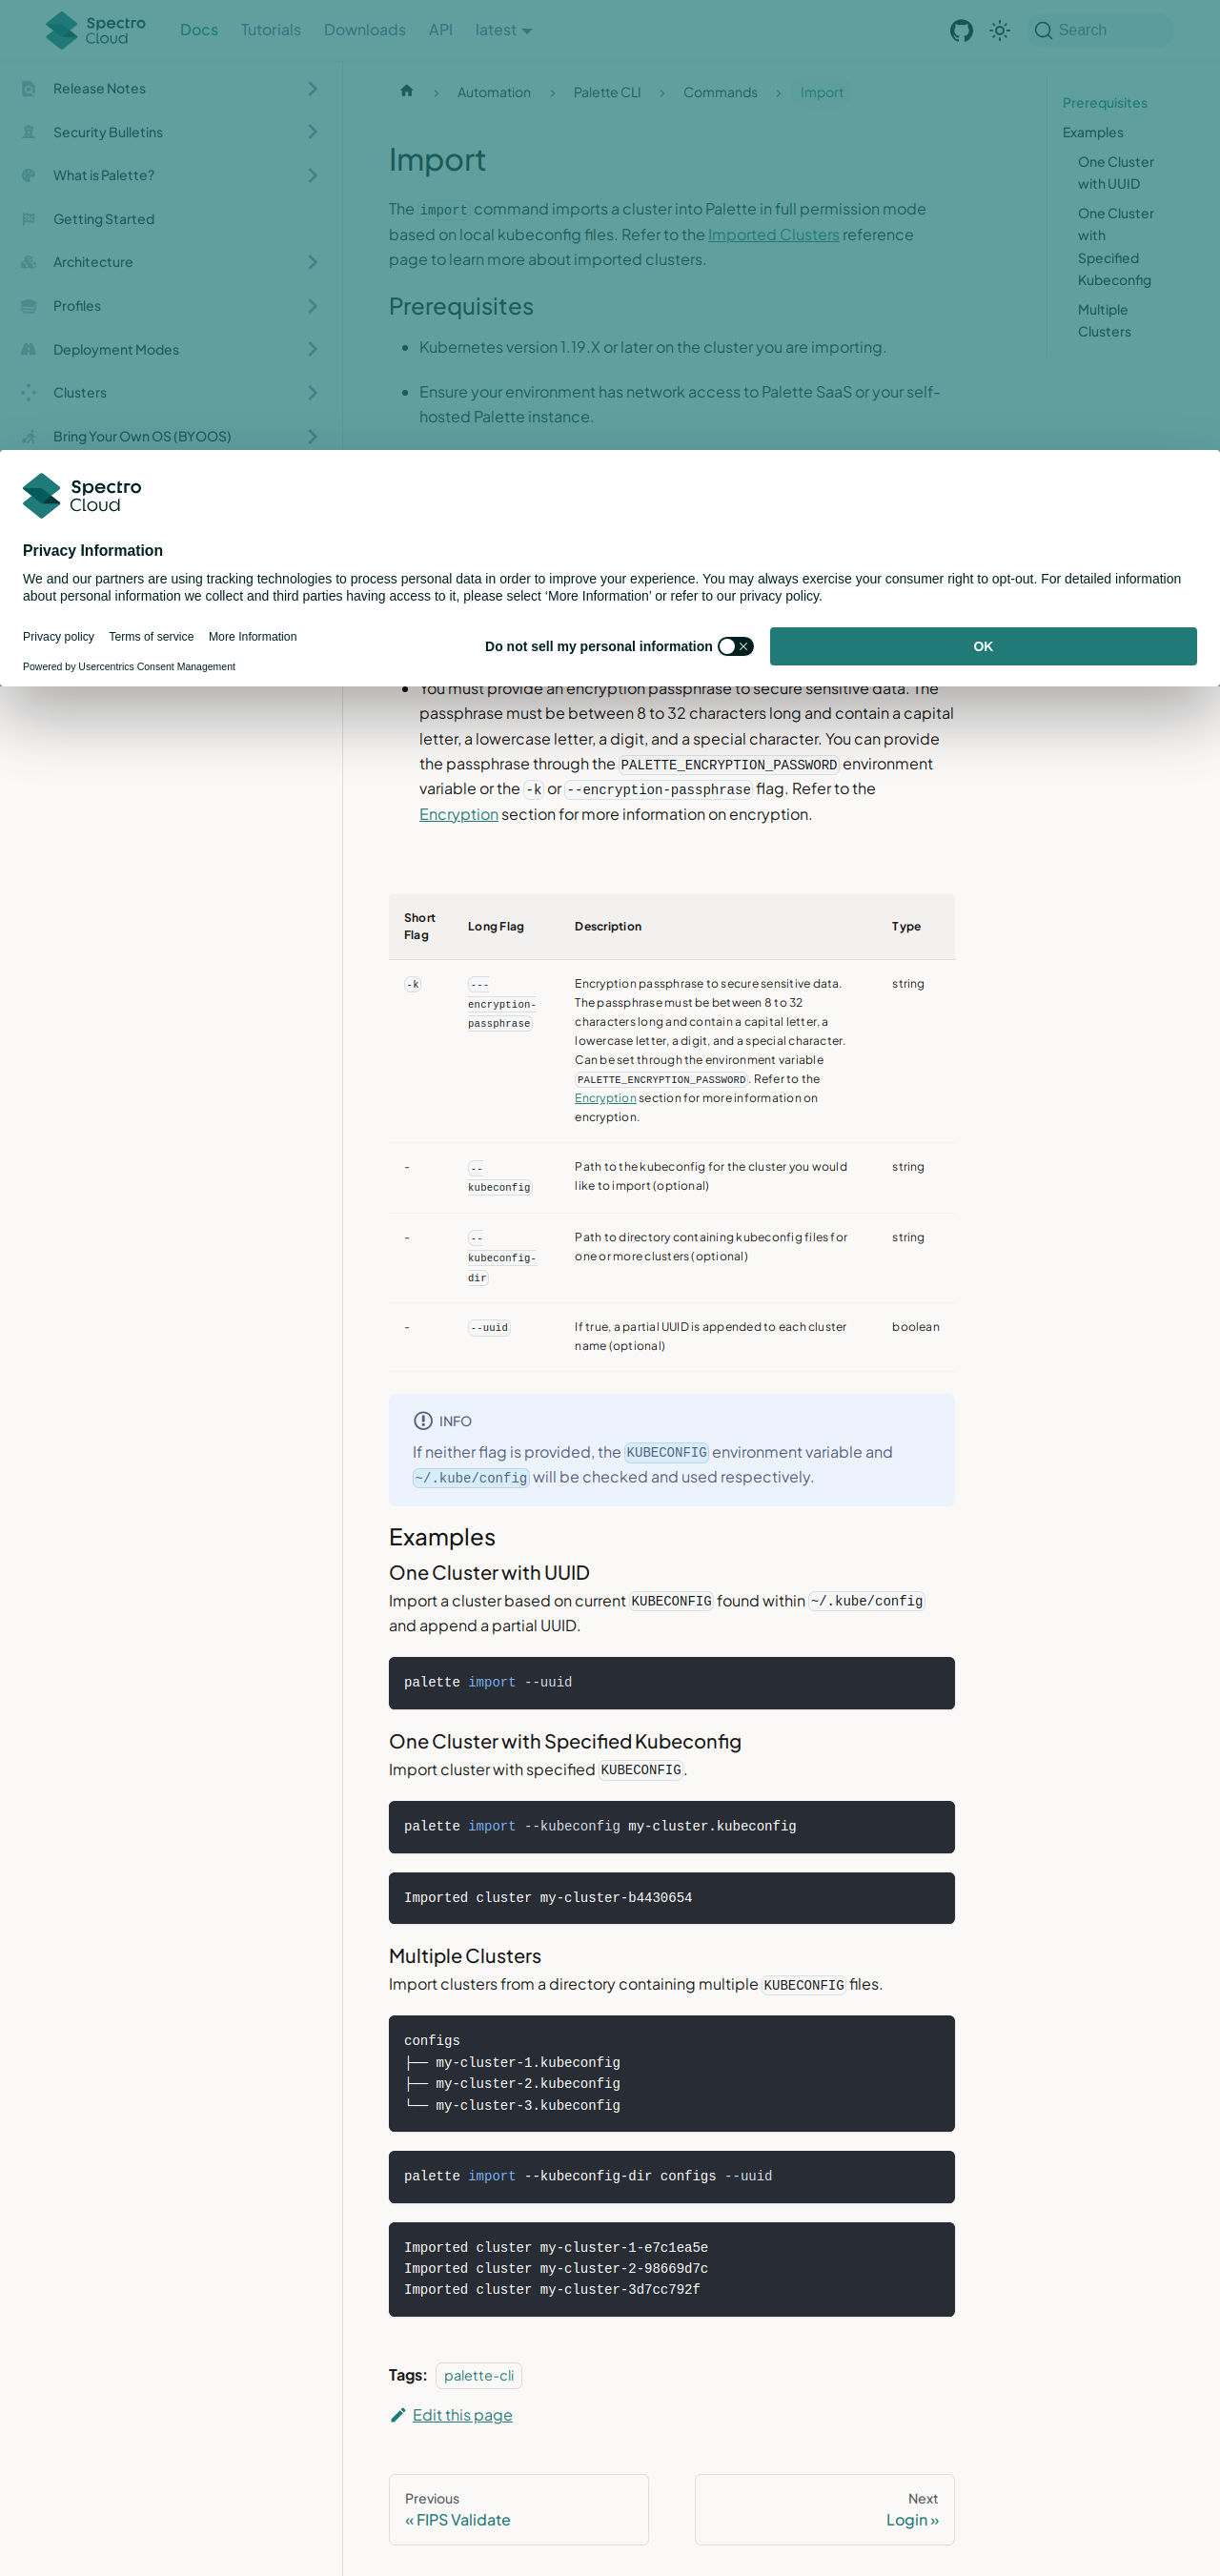 Spectro
Cloud
Docs
Tutorials
Downloads
API
latest
Search
Release Notes
Security Bulletins
What is Palette?
Getting Started
Architecture
Profiles
Deployment Modes
Clusters
Bring Your Own OS (BYOOS)
Automation
Palette CLI
Commands
Import
Prerequisites
Examples
One Cluster
with UUID
One Cluster
with
Specified
Kubeconfig
Multiple
Clusters
Import
The import command imports a cluster into Palette in full permission mode
based on local kubeconfig files. Refer to the Imported Clusters reference
page to learn more about imported clusters.
Prerequisites
• Kubernetes version 1.19.X or later on the cluster you are importing.
• Ensure your environment has network access to Palette SaaS or your self-
hosted Palette instance.
Spectro
Cloud
Privacy Information
We and our partners are using tracking technologies to process personal data in order to improve your experience. You may always exercise your consumer right to opt-out. For detailed information
about personal information we collect and third parties having access to it, please select ‘More Information’ or refer to our privacy policy.
Privacy policy
Terms of service
More Information
Powered by Usercentrics Consent Management
Do not sell my personal information
OK
• You must provide an encryption passphrase to secure sensitive data. The
passphrase must be between 8 to 32 characters long and contain a capital
letter, a lowercase letter, a digit, and a special character. You can provide
the passphrase through the PALETTE_ENCRYPTION_PASSWORD environment
variable or the -k or --encryption-passphrase flag. Refer to the
Encryption section for more information on encryption.
Short
Flag
Long Flag
Description
Type
-k
---
encryption-
passphrase
Encryption passphrase to secure sensitive data.
The passphrase must be between 8 to 32
characters long and contain a capital letter, a
lowercase letter, a digit, and a special character.
Can be set through the environment variable
PALETTE_ENCRYPTION_PASSWORD. Refer to the
Encryption section for more information on
encryption.
string
-
--
kubeconfig
Path to the kubeconfig for the cluster you would
like to import (optional)
string
-
--
kubeconfig-
dir
Path to directory containing kubeconfig files for
one or more clusters (optional)
string
-
--uuid
If true, a partial UUID is appended to each cluster
name (optional)
boolean
INFO
If neither flag is provided, the KUBECONFIG environment variable and
~/.kube/config will be checked and used respectively.
Examples
One Cluster with UUID
Import a cluster based on current KUBECONFIG found within ~/.kube/config
and append a partial UUID.
palette import --uuid
One Cluster with Specified Kubeconfig
Import cluster with specified KUBECONFIG.
palette import --kubeconfig my-cluster.kubeconfig
Imported cluster my-cluster-b4430654
Multiple Clusters
Import clusters from a directory containing multiple KUBECONFIG files.
configs
├── my-cluster-1.kubeconfig
├── my-cluster-2.kubeconfig
└── my-cluster-3.kubeconfig
palette import --kubeconfig-dir configs --uuid
Imported cluster my-cluster-1-e7c1ea5e
Imported cluster my-cluster-2-98669d7c
Imported cluster my-cluster-3d7cc792f
Tags:
palette-cli
Edit this page
Previous
« FIPS Validate
Next
Login »